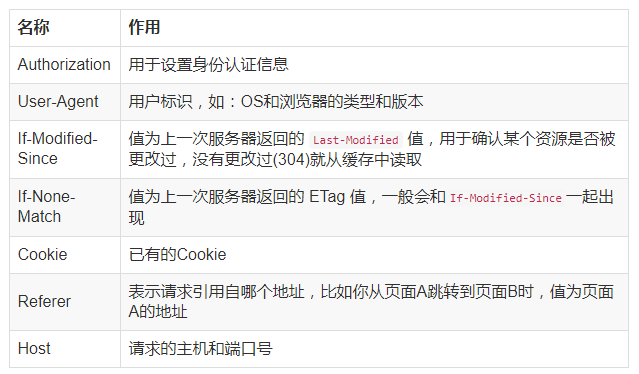 名称 作用
Authorization 用于设置身份认证信息
User-Agent 用户标识，如：OS和浏览器的类型和版本
If-Modified-
Since
值为上一次服务器返回的 Last-Modified 值，用于确认某个资源是否被
更改过，没有更改过(304)就从缓存中读取
If-None-
Match
值为上一次服务器返回的 ETag 值，一般会和 If-Modified-Since 一起出
现
Cookie 已有的Cookie
Referer
表示请求引用自哪个地址，比如你从页面A跳转到页面B时，值为页面
A的地址
Host 请求的主机和端口号